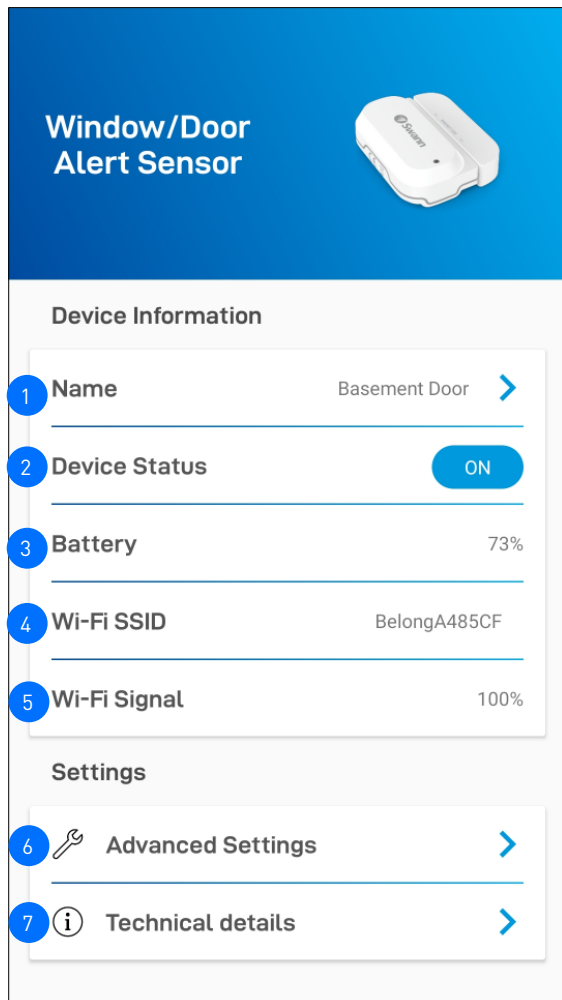 Window/Door
Alert Sensor
Swann
Device Information
1 Name Basement Door
2 Device Status ON
3 Battery 73%
4 Wi-Fi SSID BelongA485CF
5 Wi-Fi Signal 100%
Settings
6 Advanced Settings
7 i Technical details